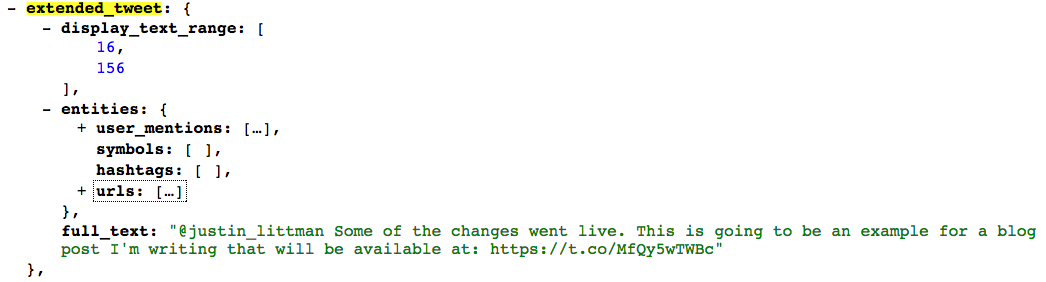 - extended_tweet: {
- display_text_range: [
16,
156
],
- entities: {
+ user_mentions: […],
symbols: [ ],
hashtags: [ ],
+ urls: […]
},
full_text: "@justin_littman Some of the changes went live. This is going to be an example for a blog
post I'm writing that will be available at: https://t.co/MfQy5wTWBc"
},